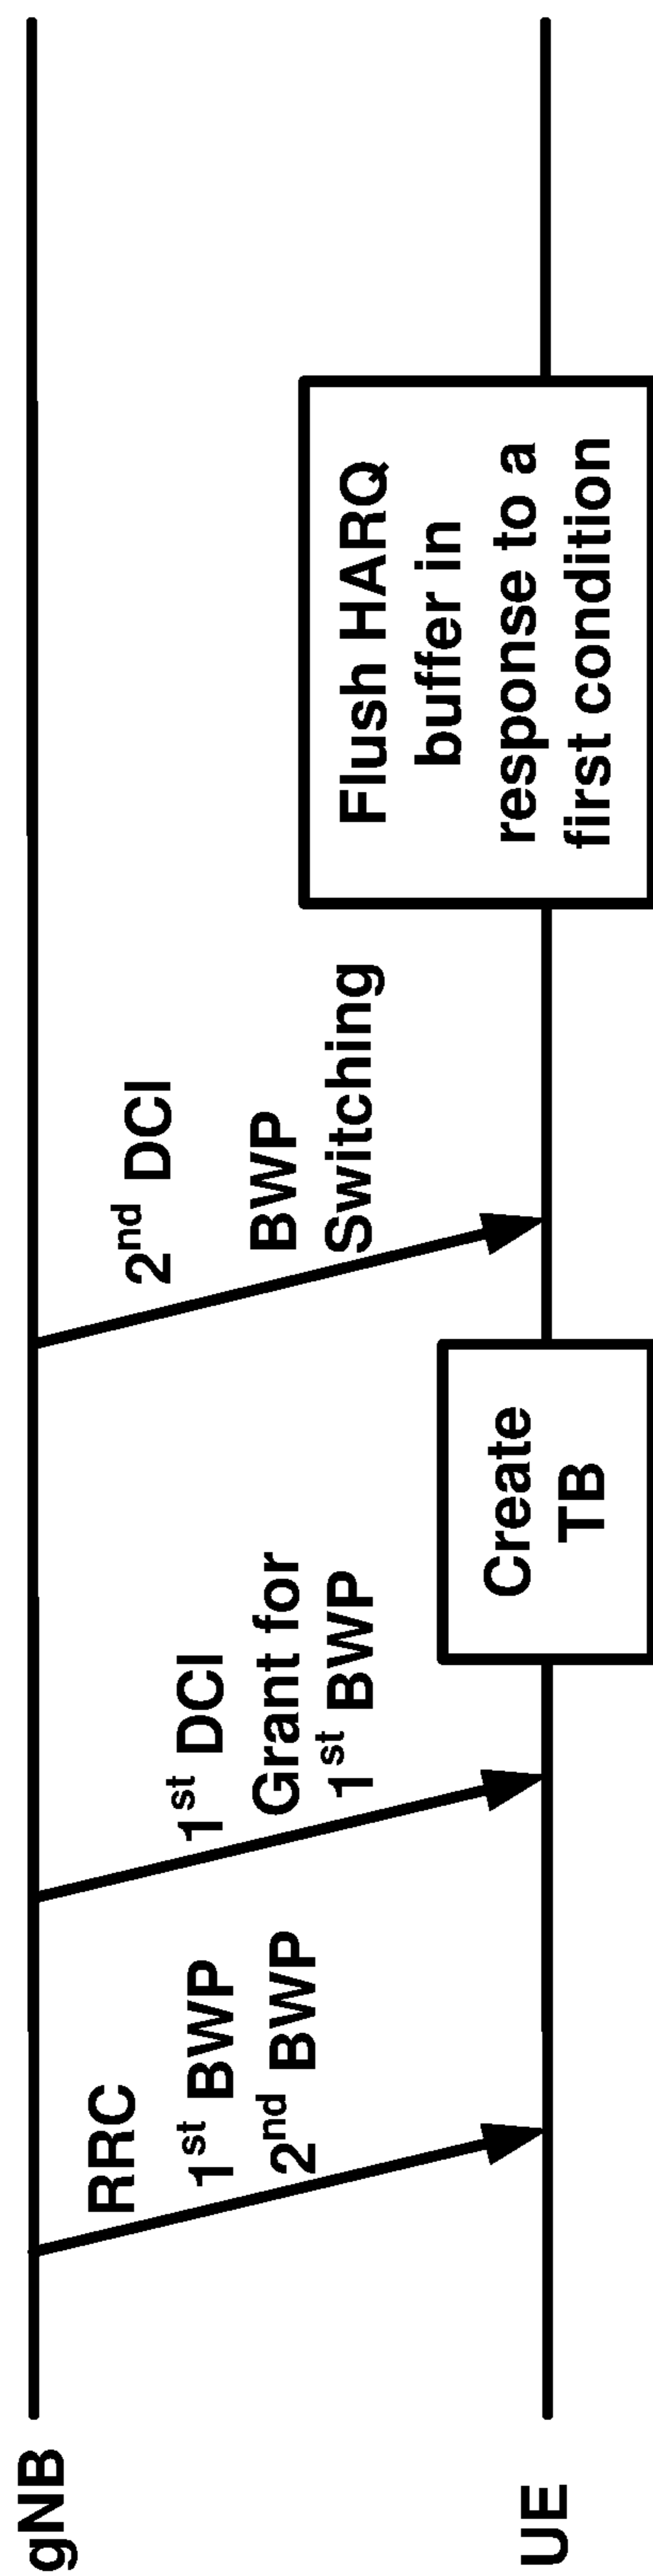 gNB
UE
RRC
1st BWP
2nd BWP
1st DCI
Grant for
1st BWP
Create
TB
2nd DCI
BWP
Switching
Flush HARQ
buffer in
response to a
first condition